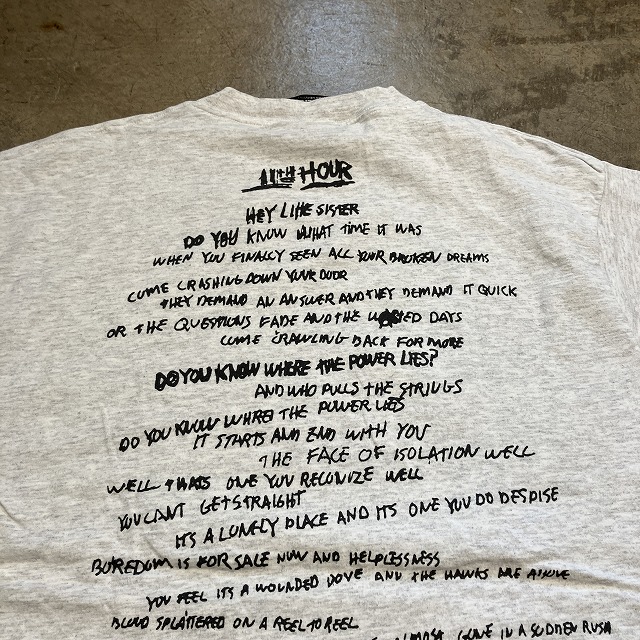 11th HOUR
HEY LIHE SISTER
DO YOU KNOW WHAT TIME IT WAS
WHEN YOU FINALLY SEEN ALL YOUR BROKEN DREAMS
COME CRASHING DOWN YOUR DOOR
THEY DEMAND AN ANSWER AND THEY DEMAND IT QUICK
OR THE QUESTIONS FADE AND THE WASTED DAYS
COME CRAWLING BACK FOR MORE
DO YOU KNOW WHERE THE POWER LIES?
AND WHO PULLS THE STRINGS
DO YOU KNOW WHRE THE POWER LIES
IT STARTS AND END WITH YOU
THE FACE OF ISOLATION WELL
WELL THATS ONE YOU RECONIZE WELL
YOU CANT GET STRAIGHT
ITS A LONELY PLACE AND ITS ONE YOU DO DESPISE
BOREDOM IS FOR SALE NOW AND HELPLESSNESS
YOU FEEL ITS A WOUNDED DOVE AND THE HAWKS ARE ABOVE
BLOOD SPLATTERED ON A REEL TO REEL
GONE IN A SUDDEN RUSH